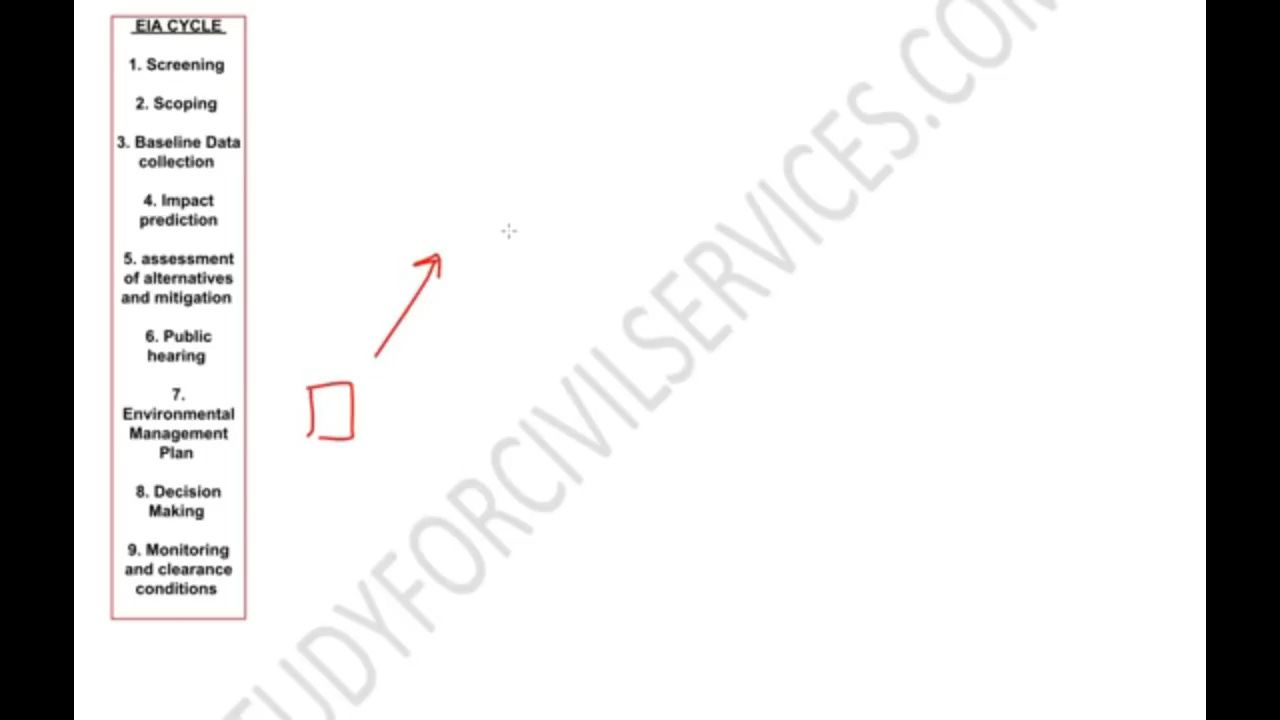 EIA CYCLE
1. Screening
2. Scoping
3. Baseline Data
collection
4. Impact
prediction
5. assessment
of alternatives
and mitigation
6. Public
hearing
7.
Environmental
Management
Plan
8. Decision
Making
9. Monitoring
and clearance
conditions
TUDYFORCIVILSERVICES.COM